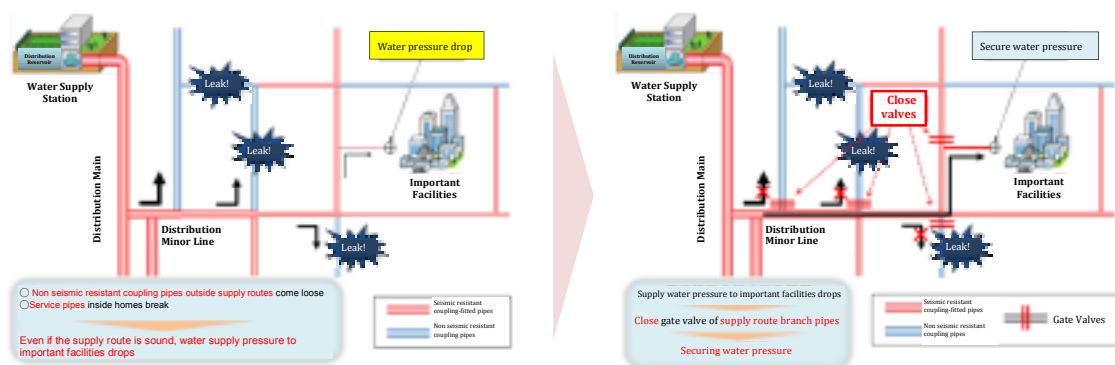 Water pressure drop
Distribution
Reservoir
Water Supply
Station
Leak!
Leak!
Leak!
Distribution Main
Distribution
Minor Line
Important
Facilities
○ Non seismic resistant coupling pipes outside supply routes come loose
○Service pipes inside homes break
Even if the supply route is sound, water supply pressure to
important facilities drops
Seismic resistant
coupling-fitted pipes
Non seismic resistant
coupling pipes
Secure water pressure
Distribution
Reservoir
Water Supply
Station
Leak!
Close
valves
Leak!
Leak!
Distribution Main
Distribution
Minor Line
Important
Facilities
Supply water pressure to important facilities drops
Close gate valve of supply route branch pipes
Securing water pressure
Seismic resistant
coupling-fitted pipes
Non seismic resistant
coupling pipes
Gate Valves